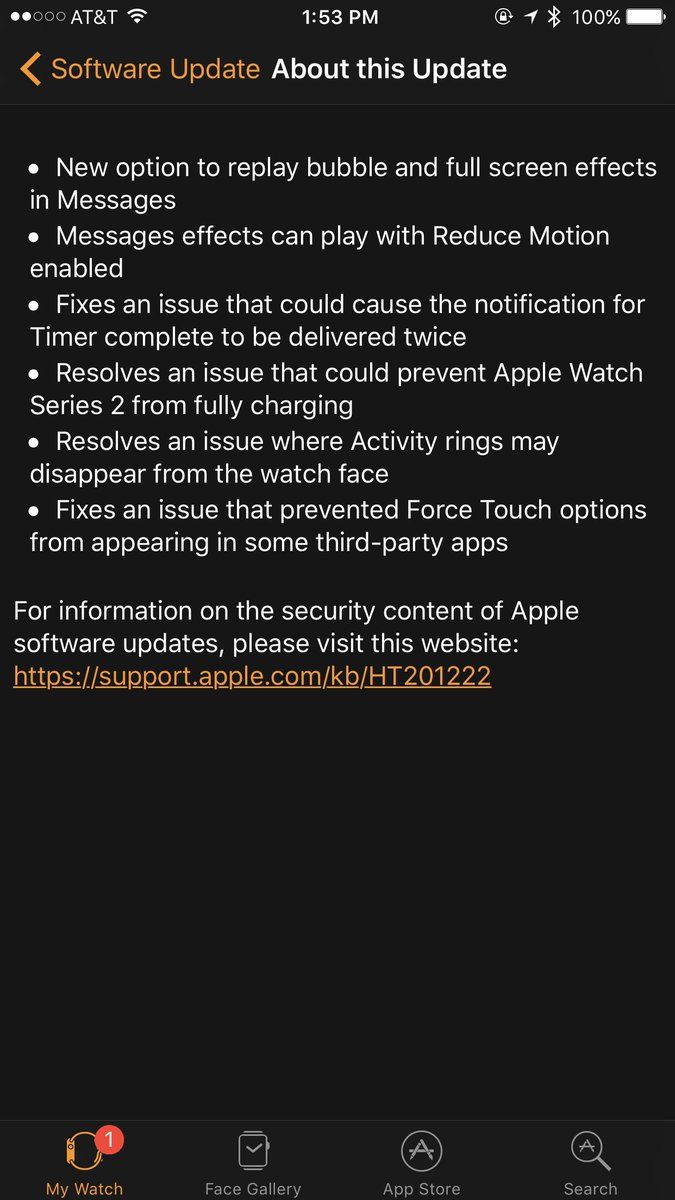 AT&T 1:53 PM 100%
Software Update About this Update
• New option to replay bubble and full screen effects
in Messages
• Messages effects can play with Reduce Motion
enabled
• Fixes an issue that could cause the notification for
Timer complete to be delivered twice
• Resolves an issue that could prevent Apple Watch
Series 2 from fully charging
• Resolves an issue where Activity rings may
disappear from the watch face
• Fixes an issue that prevented Force Touch options
from appearing in some third-party apps
For information on the security content of Apple
software updates, please visit this website:
https://support.apple.com/kb/HT201222
1
My Watch Face Gallery App Store Search